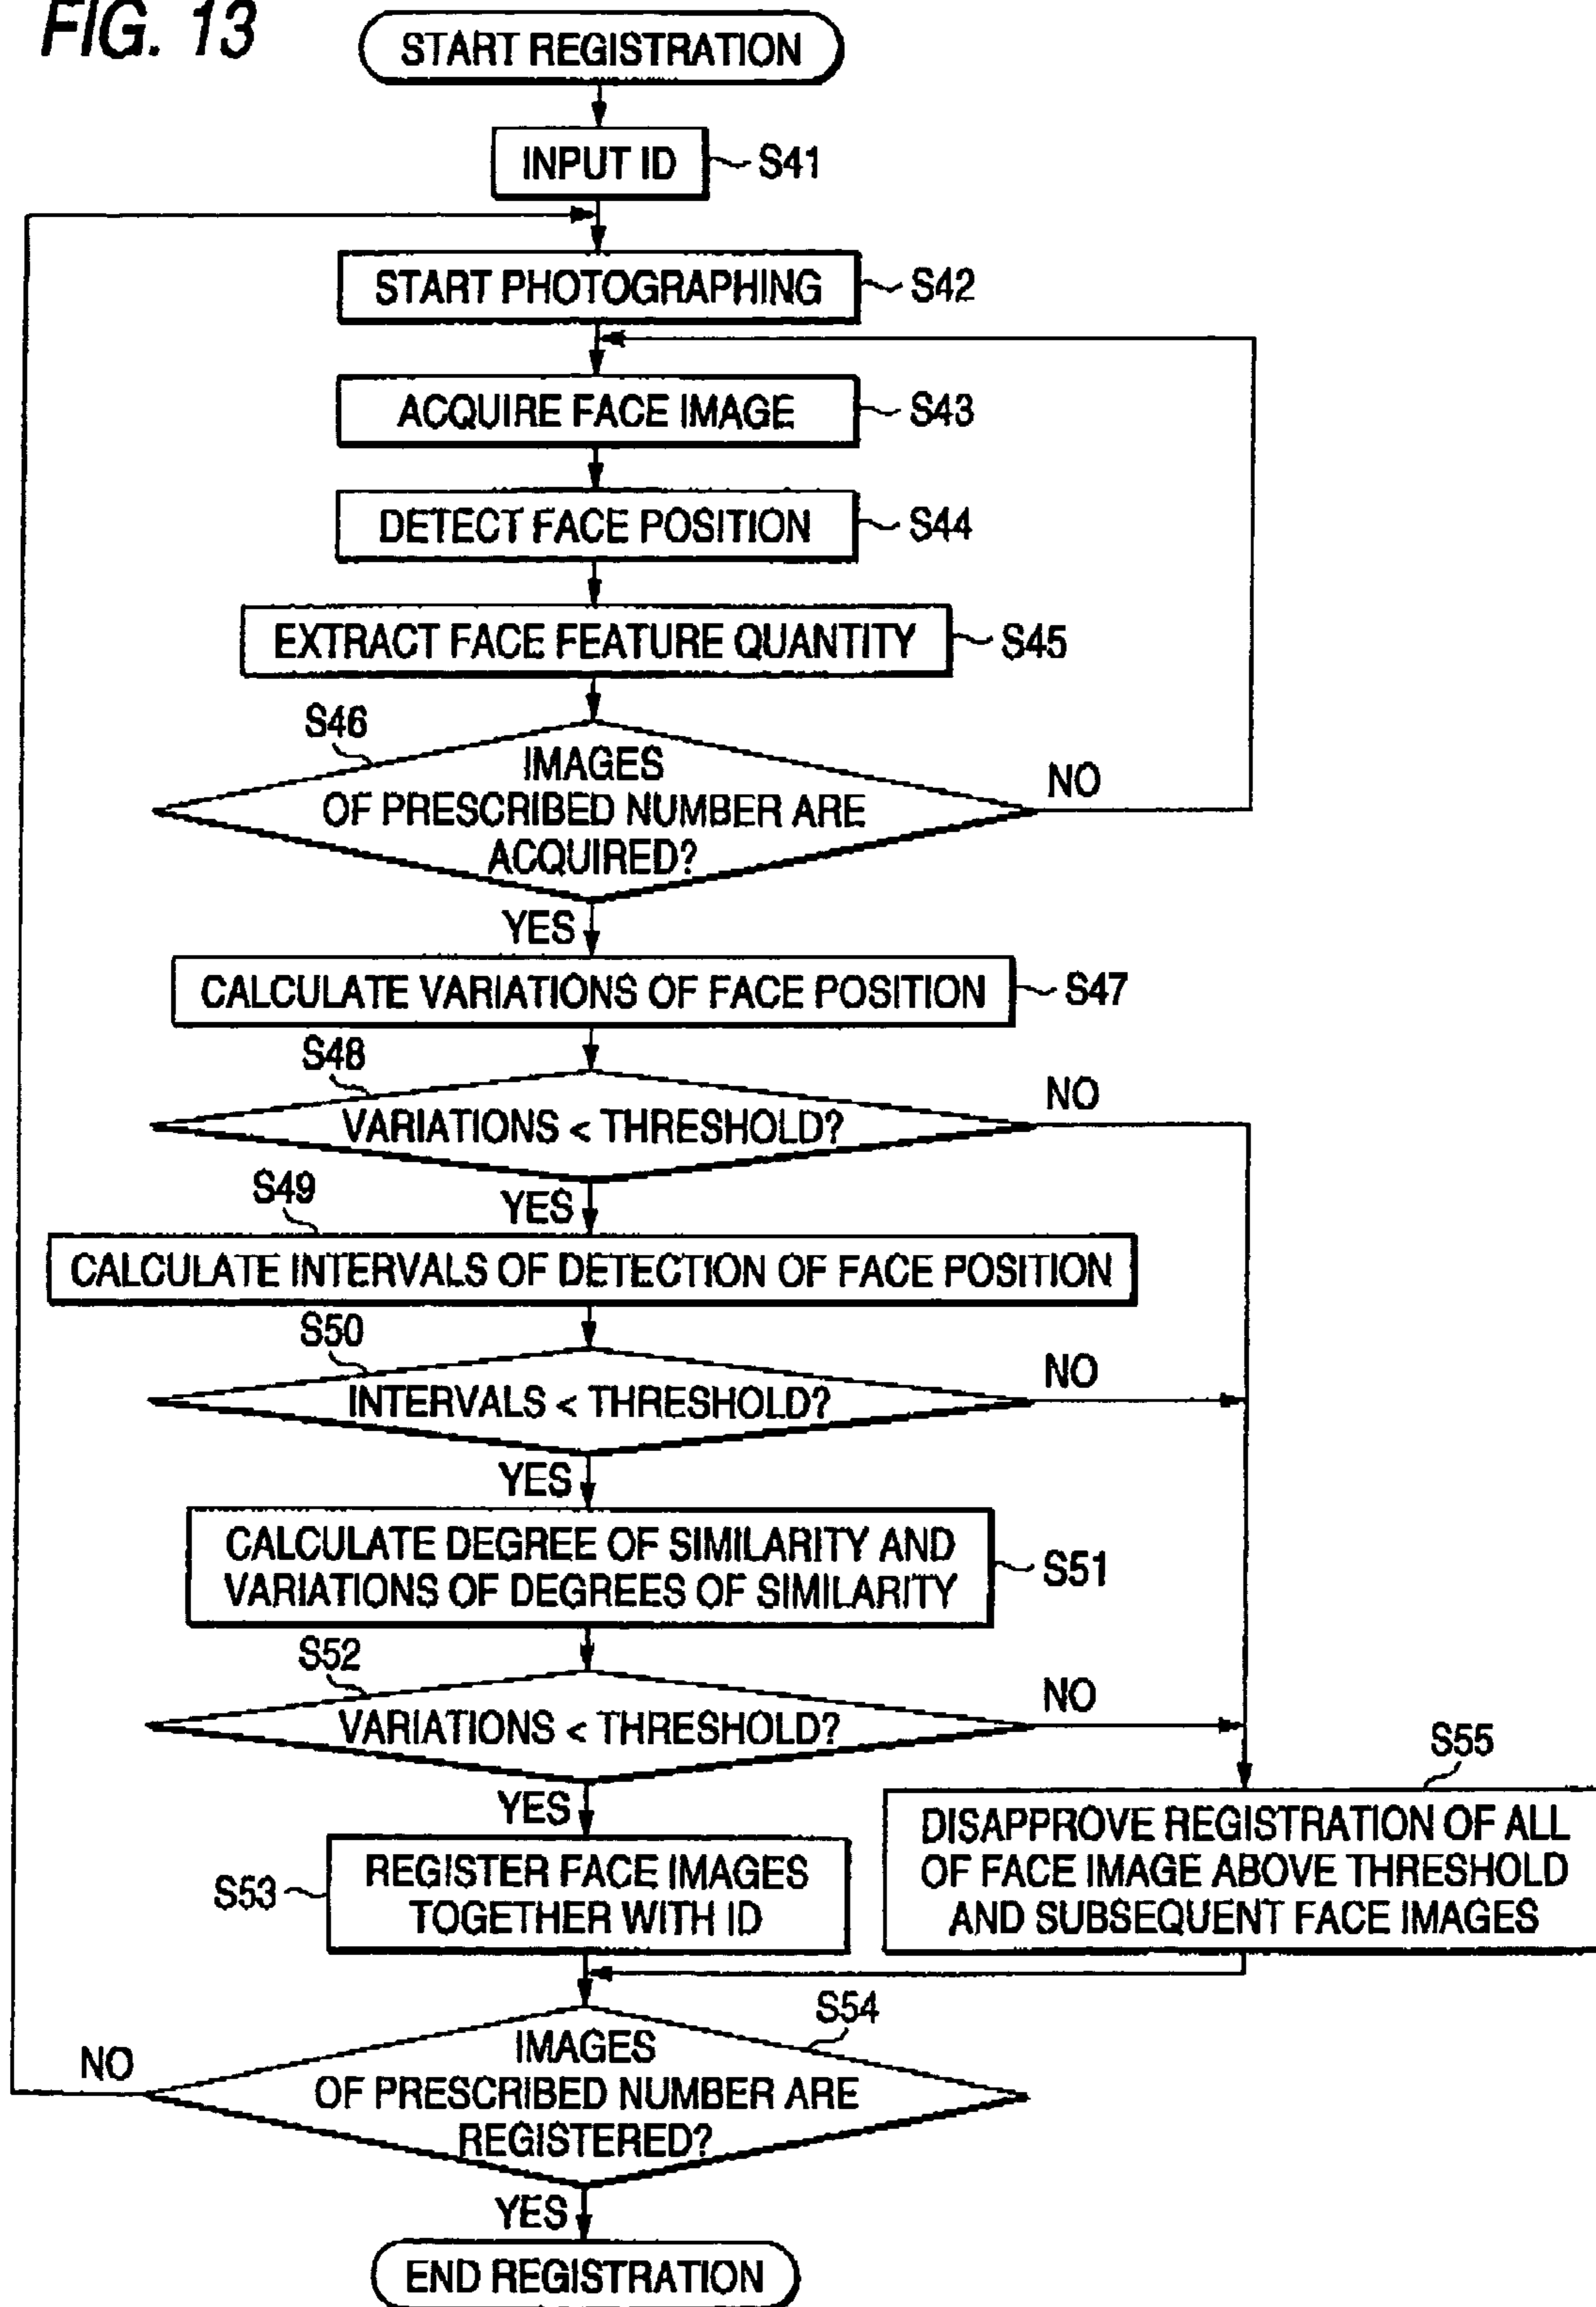 FIG. 13
START REGISTRATION
INPUT ID
S41
START PHOTOGRAPHING
S42
ACQUIRE FACE IMAGE
S43
DETECT FACE POSITION
S44
EXTRACT FACE FEATURE QUANTITY
S45
S46
IMAGES
OF PRESCRIBED NUMBER ARE
ACQUIRED?
NO
YES
CALCULATE VARIATIONS OF FACE POSITION
S47
S48
VARIATIONS < THRESHOLD?
NO
YES
S49
CALCULATE INTERVALS OF DETECTION OF FACE POSITION
S50
INTERVALS < THRESHOLD?
NO
YES
CALCULATE DEGREE OF SIMILARITY AND
VARIATIONS OF DEGREES OF SIMILARITY
S51
S52
VARIATIONS < THRESHOLD?
NO
YES
S53
REGISTER FACE IMAGES
TOGETHER WITH ID
S55
DISAPPROVE REGISTRATION OF ALL
OF FACE IMAGE ABOVE THRESHOLD
AND SUBSEQUENT FACE IMAGES
S54
IMAGES
OF PRESCRIBED NUMBER ARE
REGISTERED?
NO
YES
END REGISTRATION